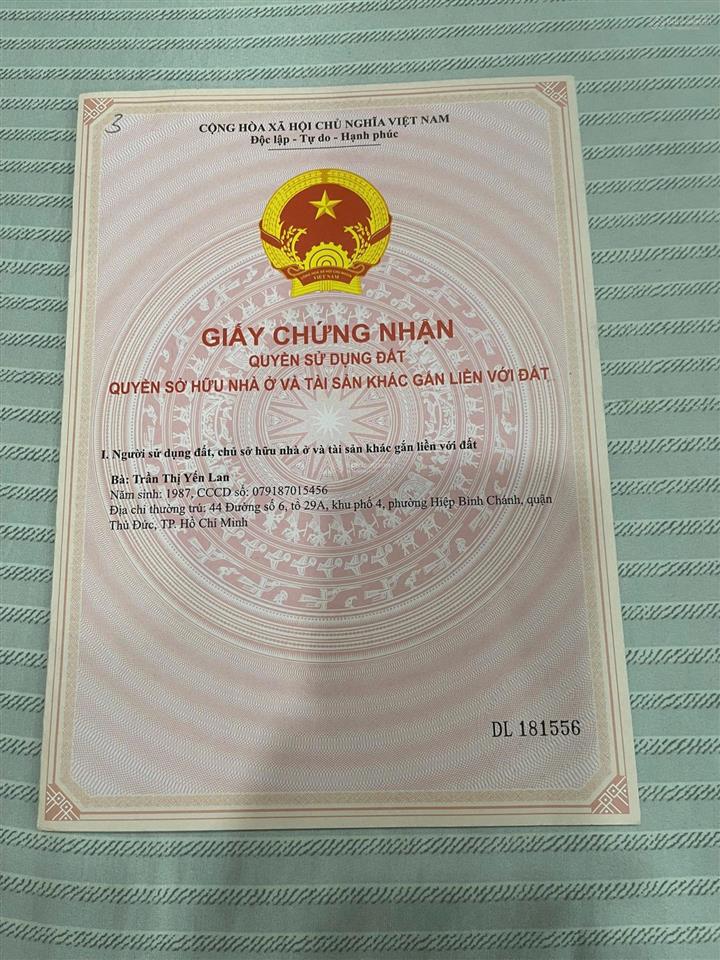 3
CỘNG HÒA XÃ HỘI CHỦ NGHĨA VIỆT NAM
Độc lập - Tự do - Hạnh phúc
VIỆT NAM
GIẤY CHỨNG NHẬN
QUYỀN SỬ DỤNG ĐẤT
QUYỀN SỞ HỮU NHÀ Ở VÀ TÀI SẢN KHÁC GẮN LIỀN VỚI ĐẤT
I. Người sử dụng đất, chủ sở hữu nhà ở và tài sản khác gắn liền với đất
Bà: Trần Thị Yến Lan
Năm sinh: 1987, CCCD số: 079187015456
Địa chỉ thường trú: 44 Đường số 6, tổ 29A, khu phố 4, phường Hiệp Bình Chánh, quận
Thủ Đức, TP. Hồ Chí Minh
DL 181556